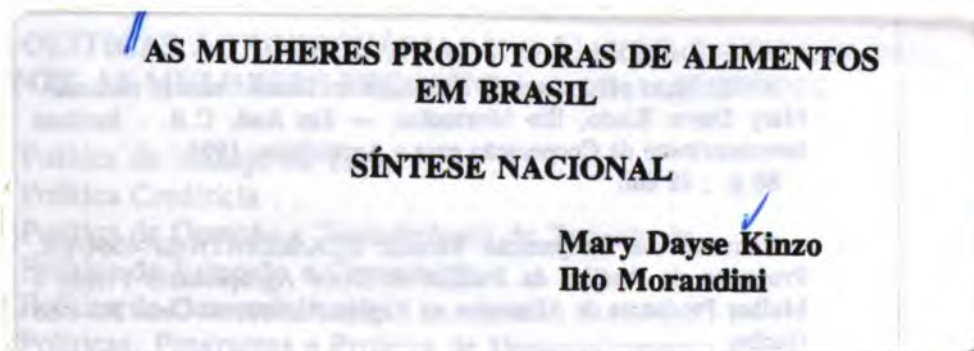 AS MULHERES PRODUTORAS DE ALIMENTOS
EM BRASIL
SÍNTESE NACIONAL
Mary Dayse Kinzo
Ilto Morandini